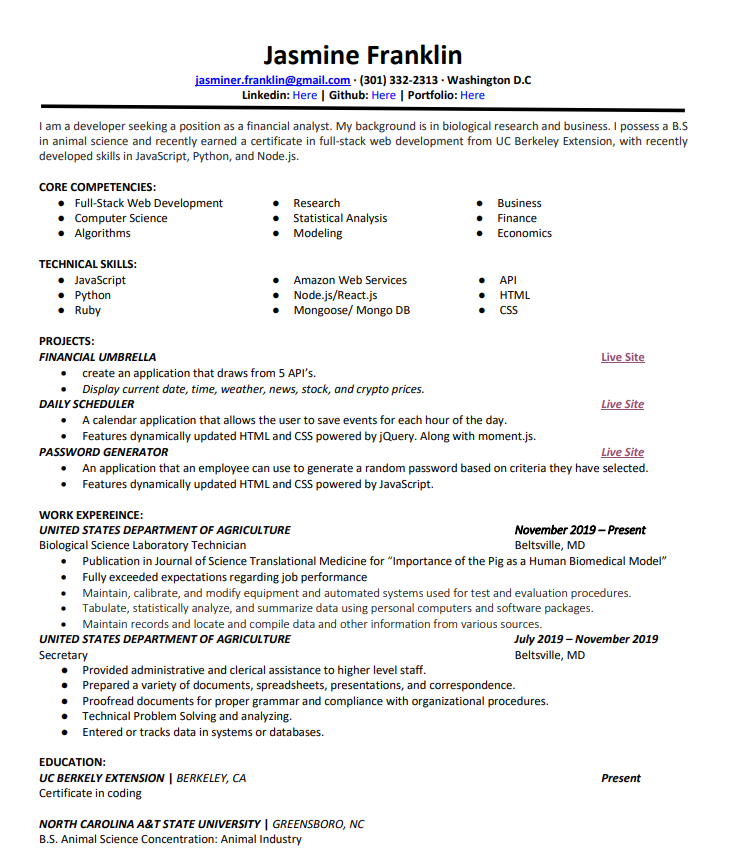 Jasmine Franklin
jasminer.franklin@gmail.com · (301) 332-2313 · Washington D.C
Linkedin: Here | Github: Here | Portfolio: Here
I am a developer seeking a position as a financial analyst. My background is in biological research and business. I possess a B.S
in animal science and recently earned a certificate in full-stack web development from UC Berkeley Extension, with recently
developed skills in JavaScript, Python, and Node.js.
CORE COMPETENCIES:
● Full-Stack Web Development ● Research ● Business
● Computer Science ● Statistical Analysis ● Finance
● Algorithms ● Modeling ● Economics
TECHNICAL SKILLS:
● JavaScript ● Amazon Web Services ● API
● Python ● Node.js/React.js ● HTML
● Ruby ● Mongoose/ Mongo DB ● CSS
PROJECTS:
FINANCIAL UMBRELLA Live Site
• create an application that draws from 5 API's.
• Display current date, time, weather, news, stock, and crypto prices.
DAILY SCHEDULER Live Site
• A calendar application that allows the user to save events for each hour of the day.
• Features dynamically updated HTML and CSS powered by jQuery. Along with moment.js.
PASSWORD GENERATOR Live Site
• An application that an employee can use to generate a random password based on criteria they have selected.
• Features dynamically updated HTML and CSS powered by JavaScript.
WORK EXPEREINCE:
UNITED STATES DEPARTMENT OF AGRICULTURE November 2019 – Present
Biological Science Laboratory Technician Beltsville, MD
• Publication in Journal of Science Translational Medicine for “Importance of the Pig as a Human Biomedical Model”
• Fully exceeded expectations regarding job performance
• Maintain, calibrate, and modify equipment and automated systems used for test and evaluation procedures.
• Tabulate, statistically analyze, and summarize data using personal computers and software packages.
• Maintain records and locate and compile data and other information from various sources.
UNITED STATES DEPARTMENT OF AGRICULTURE July 2019 – November 2019
Secretary Beltsville, MD
● Provided administrative and clerical assistance to higher level staff.
● Prepared a variety of documents, spreadsheets, presentations, and correspondence.
● Proofread documents for proper grammar and compliance with organizational procedures.
● Technical Problem Solving and analyzing.
● Entered or tracks data in systems or databases.
EDUCATION:
UC BERKELY EXTENSION | BERKELEY, CA Present
Certificate in coding
NORTH CAROLINA A&T STATE UNIVERSITY | GREENSBORO, NC
B.S. Animal Science Concentration: Animal Industry